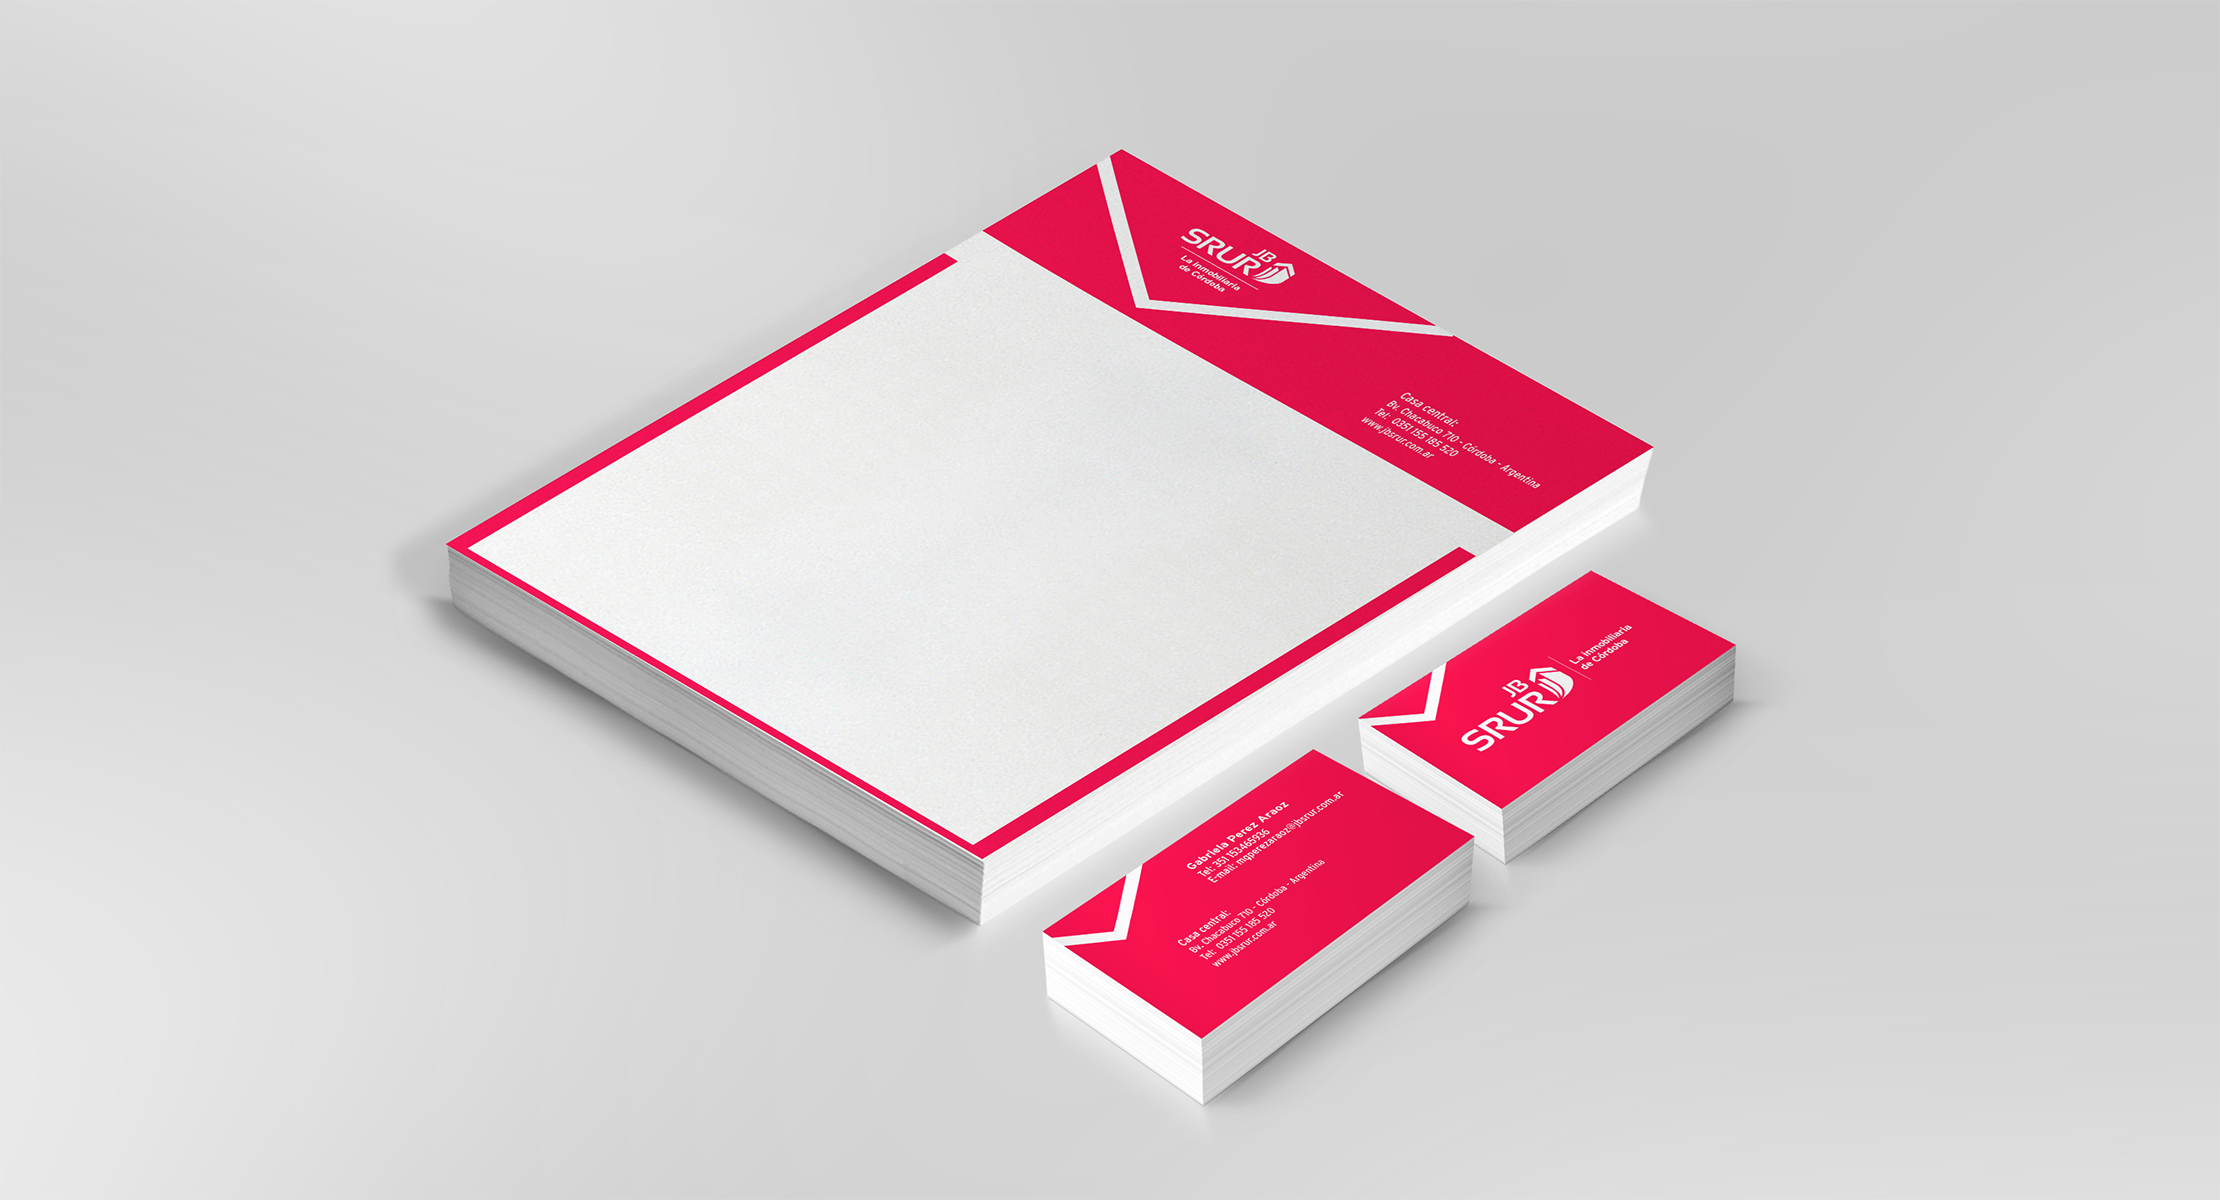 JB
SRUR
La inmobiliaria
de Córdoba
Casa central:
Bv. Chacabuco 710 - Córdoba - Argentina
Tel: 0351 155 185 520
www.jbsrur.com.ar
JB
SRUR
La inmobiliaria
de Córdoba
Gabriela Perez Araoz
Tel: 351 153465936
E-mail: mgperezaraoz@jbsrur.com.ar
Casa central:
Bv. Chacabuco 710 - Córdoba - Argentina
Tel: 0351 155 185 520
www.jbsrur.com.ar